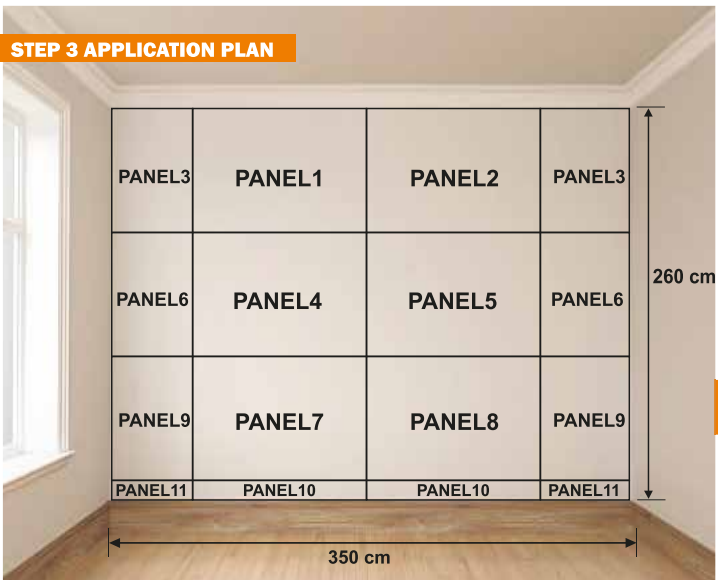 STEP 3 APPLICATION PLAN
PANEL3 PANEL1 PANEL2 PANEL3
260 cm
PANEL6 PANEL4 PANEL5 PANEL6
PANEL9 PANEL7 PANEL8 PANEL9
PANEL11 PANEL10 PANEL10 PANEL11
350 cm